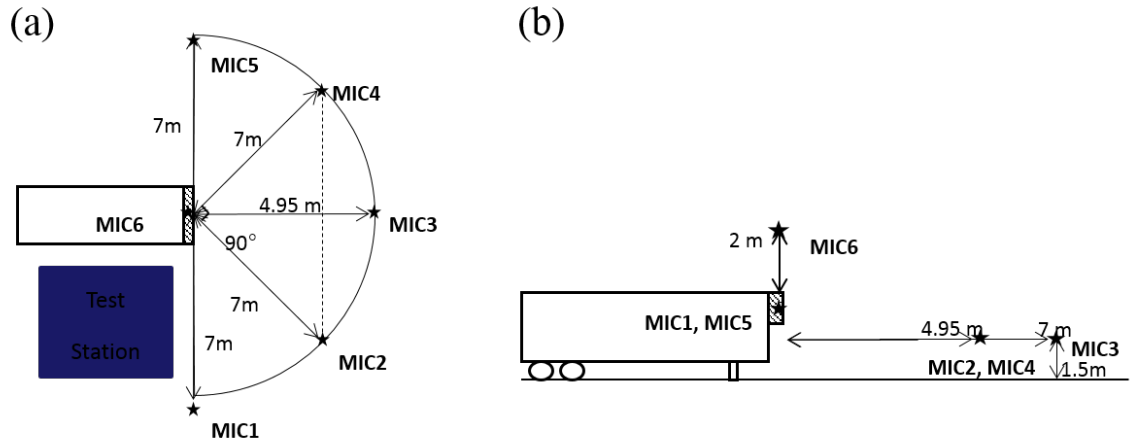 (a)
MIC5
MIC4
7m
7m
MIC6
4.95 m
MIC3
90°
Test
Station
7m
7m
MIC2
MIC1
(b)
2 m
MIC6
MIC1, MIC5
4.95 m
7 m
MIC3
MIC2, MIC4
1.5m